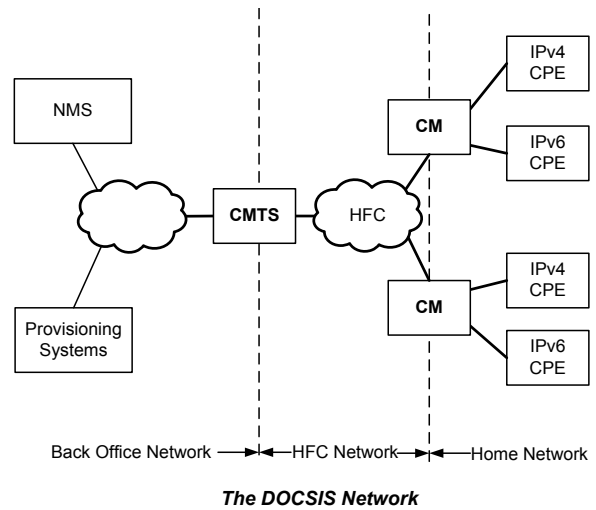 IPv4
CPE
NMS
CM
IPv6
CPE
CMTS
HFC
IPv4
CPE
CM
Provisioning
Systems
IPv6
CPE
Back Office Network
HFC Network
Home Network
The DOCSIS Network